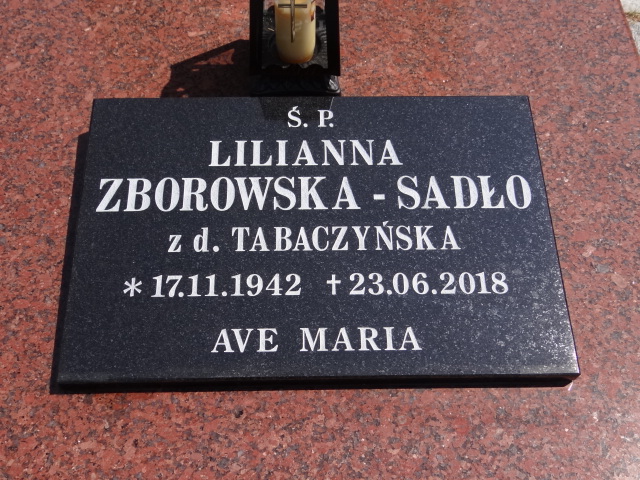 Ś. P.
LILIANNA
ZBOROWSKA - SADŁO
z d. TABACZYŃSKA
* 17.11.1942 † 23.06.2018
AVE MARIA